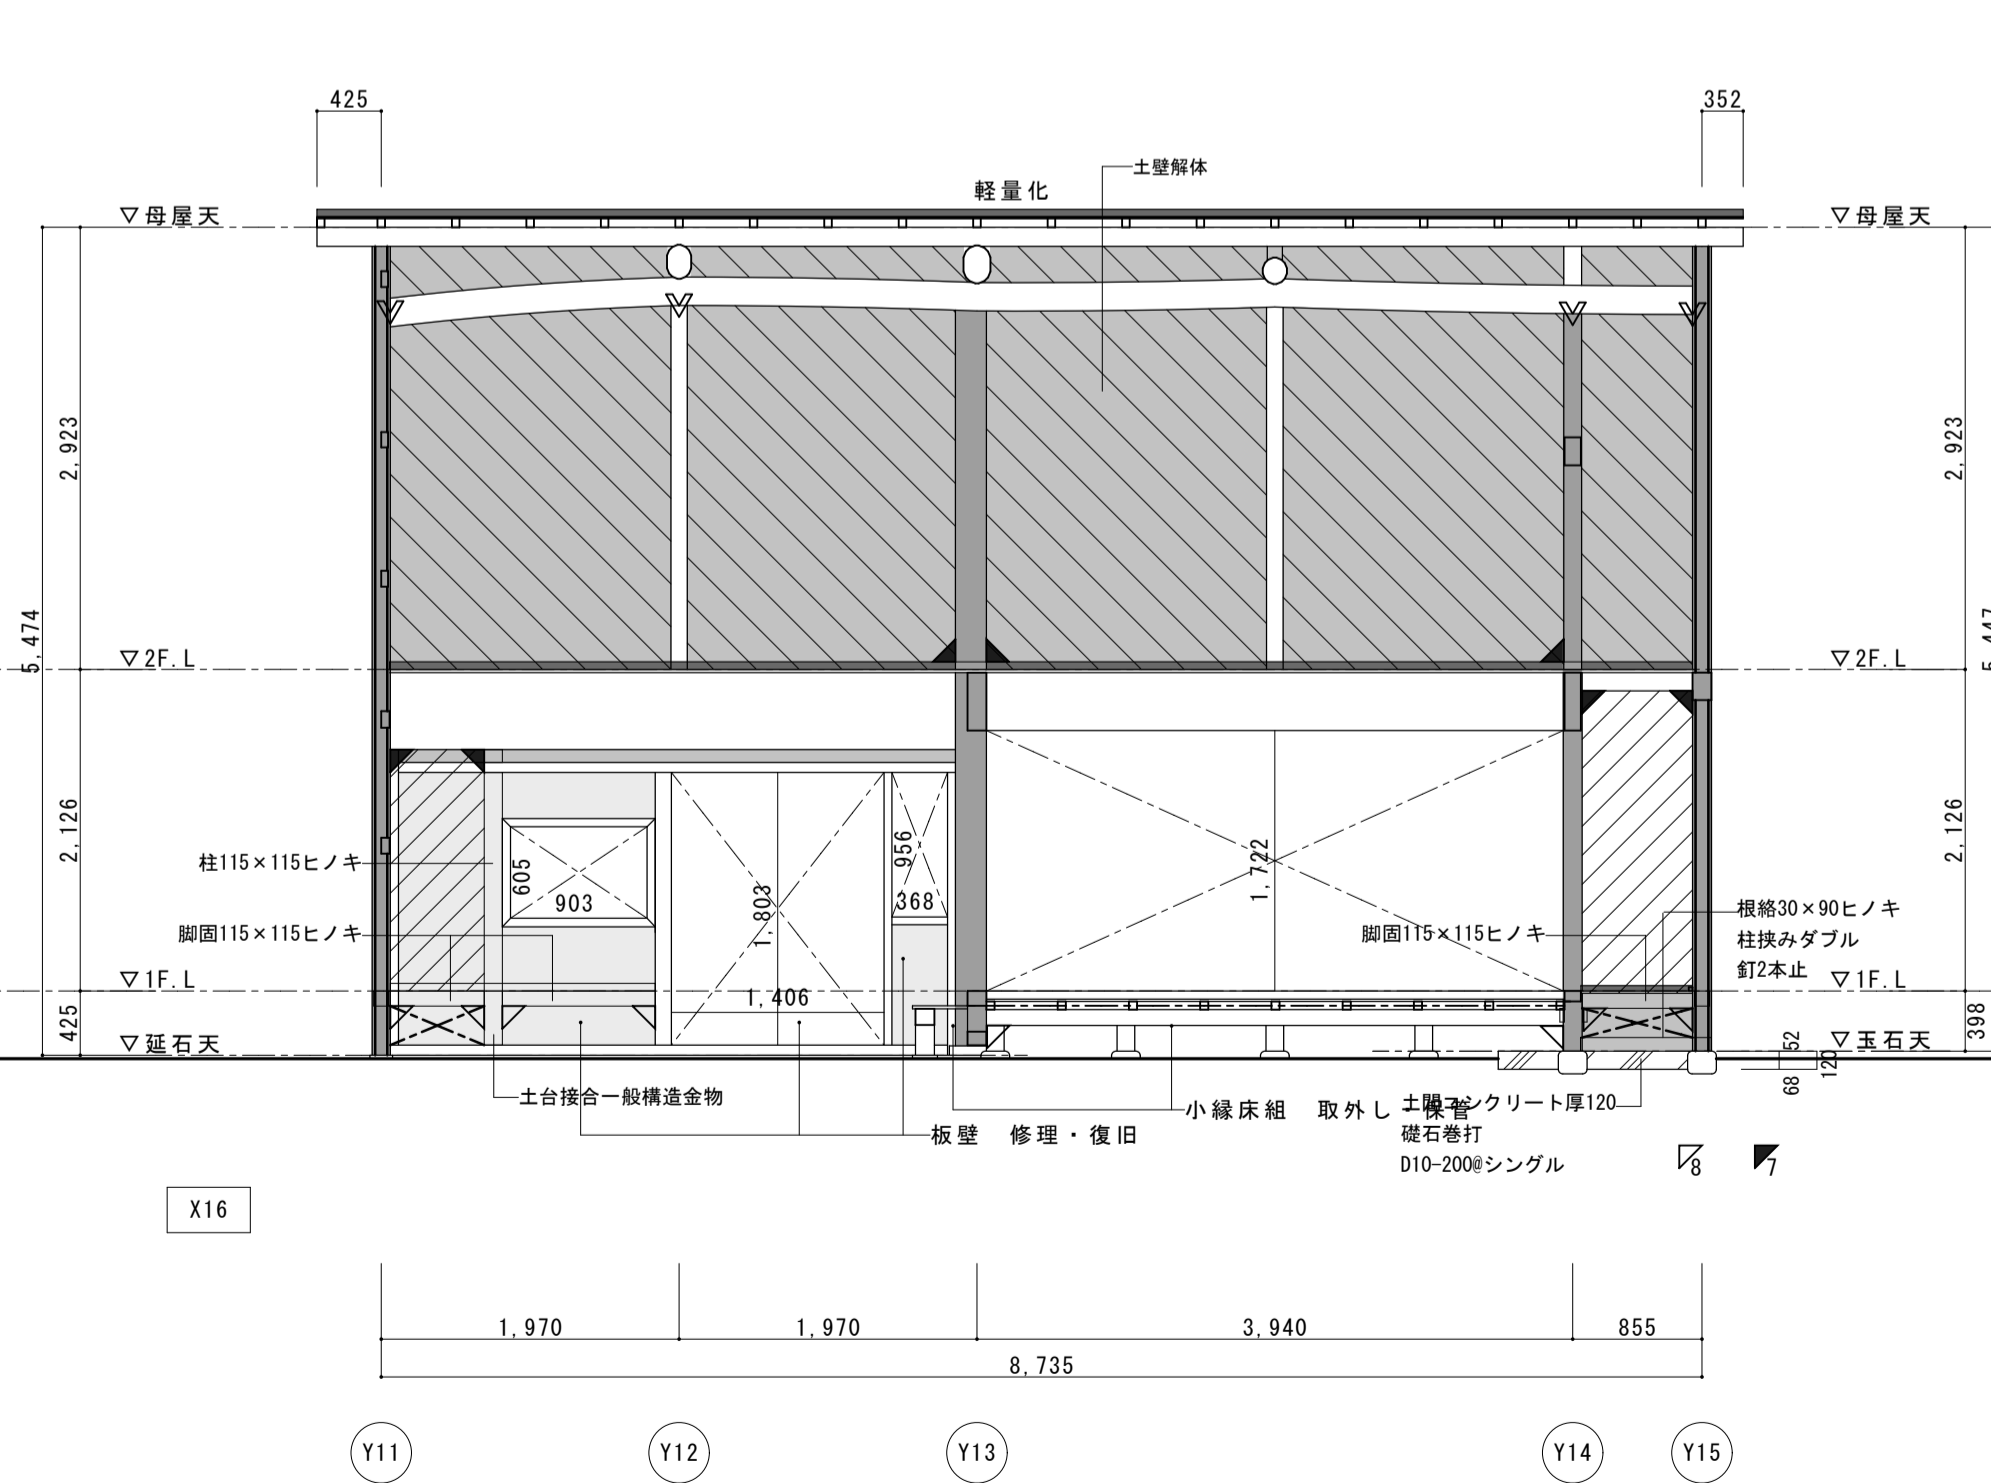 425
352
土壁解体
軽量化
▽母屋天
▽母屋天
2,923
2,923
5,474
5,447
▽2F.L
▽2F.L
2,126
2,126
柱115×115ヒノキ
605
903
1,803
956
368
1,722
脚固115×115ヒノキ
脚固115×115ヒノキ
根絡30×90ヒノキ
柱挟みダブル
釘2本止
▽1F.L
▽1F.L
1,406
425
398
▽延石天
▽玉石天
52
120
68
土台接合一般構造金物
小縁床組 取外し・保管
土間コンクリート厚120
板壁 修理・復旧
礎石巻打
D10-200@シングル
8
7
X16
1,970
1,970
3,940
855
8,735
Y11
Y12
Y13
Y14
Y15